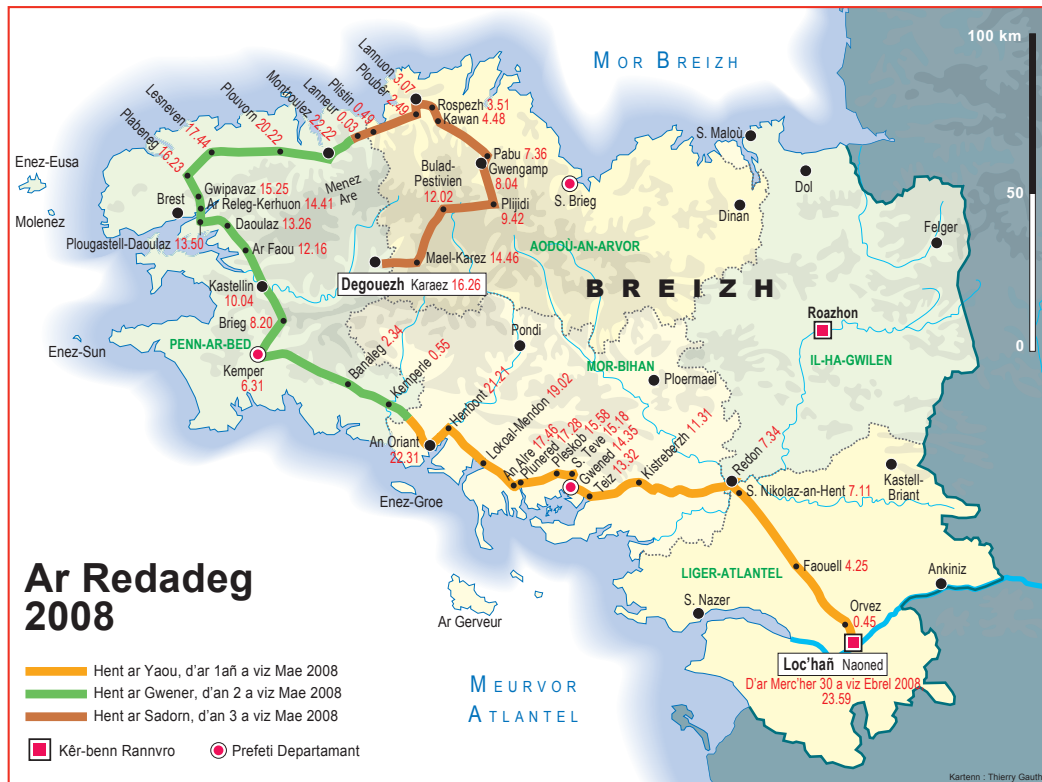 100 km
50
0
MOR BREIZH
Lannuon 3.07
Plouber 2.49
Plistin 0.49
Lanneur 0.03
Montroulez 22.22
Plouvorn 20.22
Lesneven 17.44
Plabeneg 16.23
Rospezh 3.51
Kawan 4.48
S. Maloù
Enez-Eusa
Pabu 7.36
Gwengamp
8.04
Bulad-
Pestivien
12.02
Menez
Are
Dol
Gwipavaz 15.25
Brest
Ar Releg-Kerhuon 14.41
S. Brieg
Plijidi
9.42
Dinan
Molenez
Daoulaz 13.26
Plougastell-Daoulaz 13.50
Felger
Ar Faou 12.16
AODOÙ-AN-ARVOR
Mael-Karez 14.46
Degouezh Karaez 16.26
Kastellin
10.04
BREIZH
Brieg 8.20
Roazhon
Pondi
PENN-AR-BED
Enez-Sun
Kemper
6.31
Banaleg 2.34
Kemperle 0.55
MOR-BIHAN
IL-HA-GWILEN
Ploermael
Henbont 21.21
Lokoal-Mendon 19.02
An Oriant
22.31
An Alre 17.46
Plunered 17.28
Pleskob 15.58
S. Teve 15.18
Gwened 14.35
Teiz 13.32
Kistreberzh 11.31
Redon 7.34
S. Nikolaz-an-Hent 7.11
Kastell-
Briant
Enez-Groe
Faouell 4.25
LIGER-ATLANTEL
Ankiniz
S. Nazer
Orvez
0.45
Ar Gerveur
Loc'hañ Naoned
D'ar Merc'her 30 a viz Ebrel 2008
23.59
MEURVOR
ATLANTEL
Ar Redadeg
2008
Hent ar Yaou, d'ar 1añ a viz Mae 2008
Hent ar Gwener, d'an 2 a viz Mae 2008
Hent ar Sadorn, d'an 3 a viz Mae 2008
Kêr-benn Rannvro
Prefeti Departamant
Kartenn : Thierry Gauth